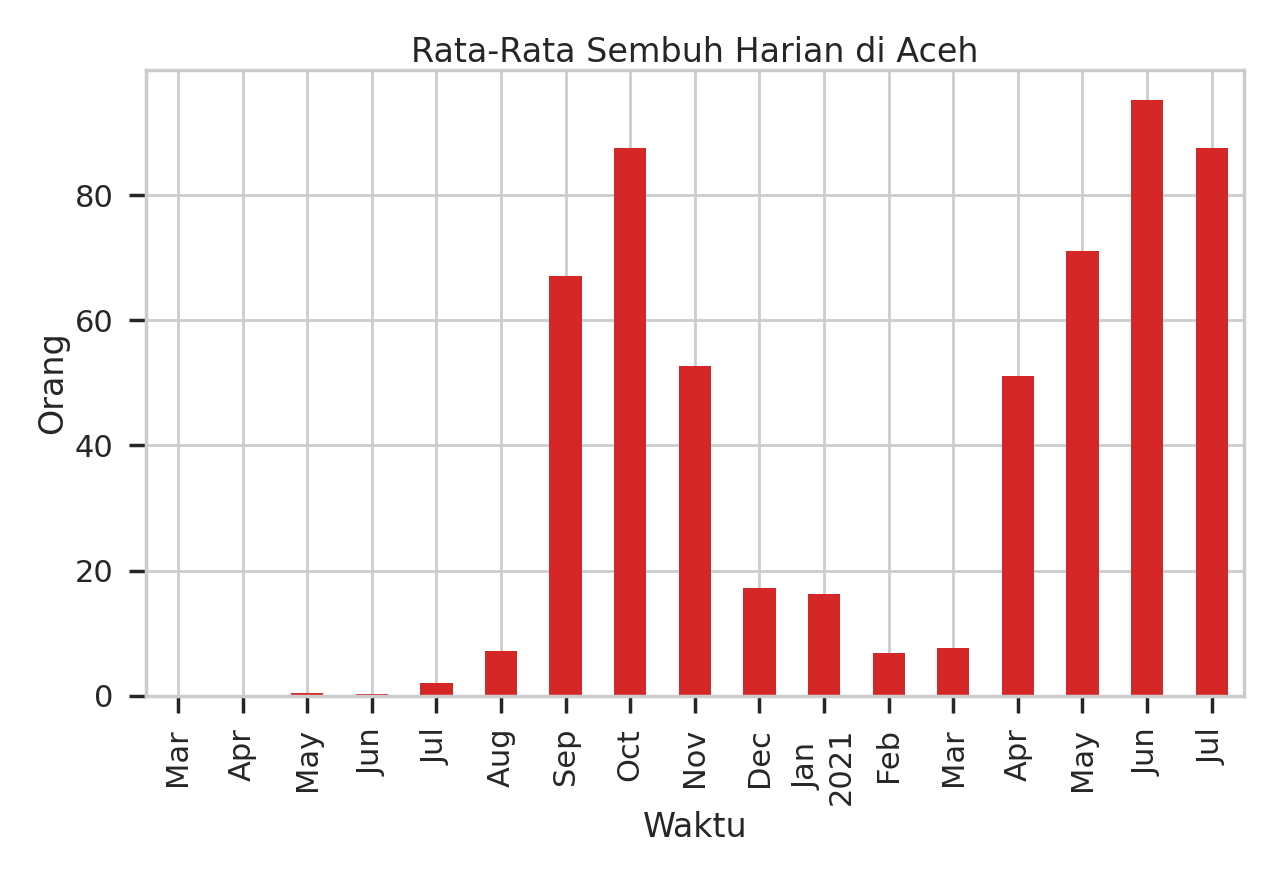 Rata-Rata Sembuh Harian di Aceh
Orang
80
60
40
20
0
Mar
Apr
May
Jun
Jul
Aug
Sep
Oct
Nov
Dec
Jan
2021
Feb
Mar
Apr
May
Jun
Jul
Waktu